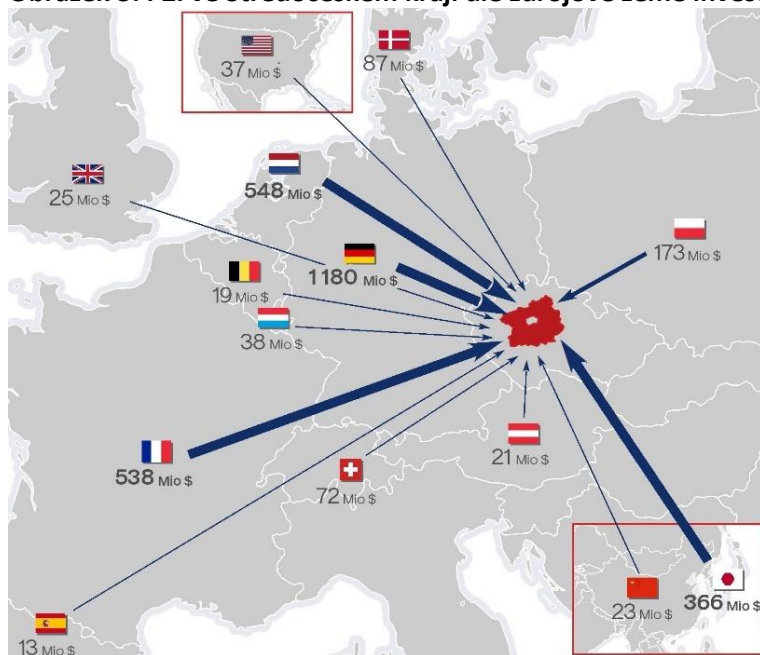 37 Mio $
87 Mio $
25 Mio $
548 Mio $
173 Mio $
1180 Mio $
19 Mio $
38 Mio $
538 Mio $
21 Mio $
72 Mio $
23 Mio $
366 Mio $
13 Mio $